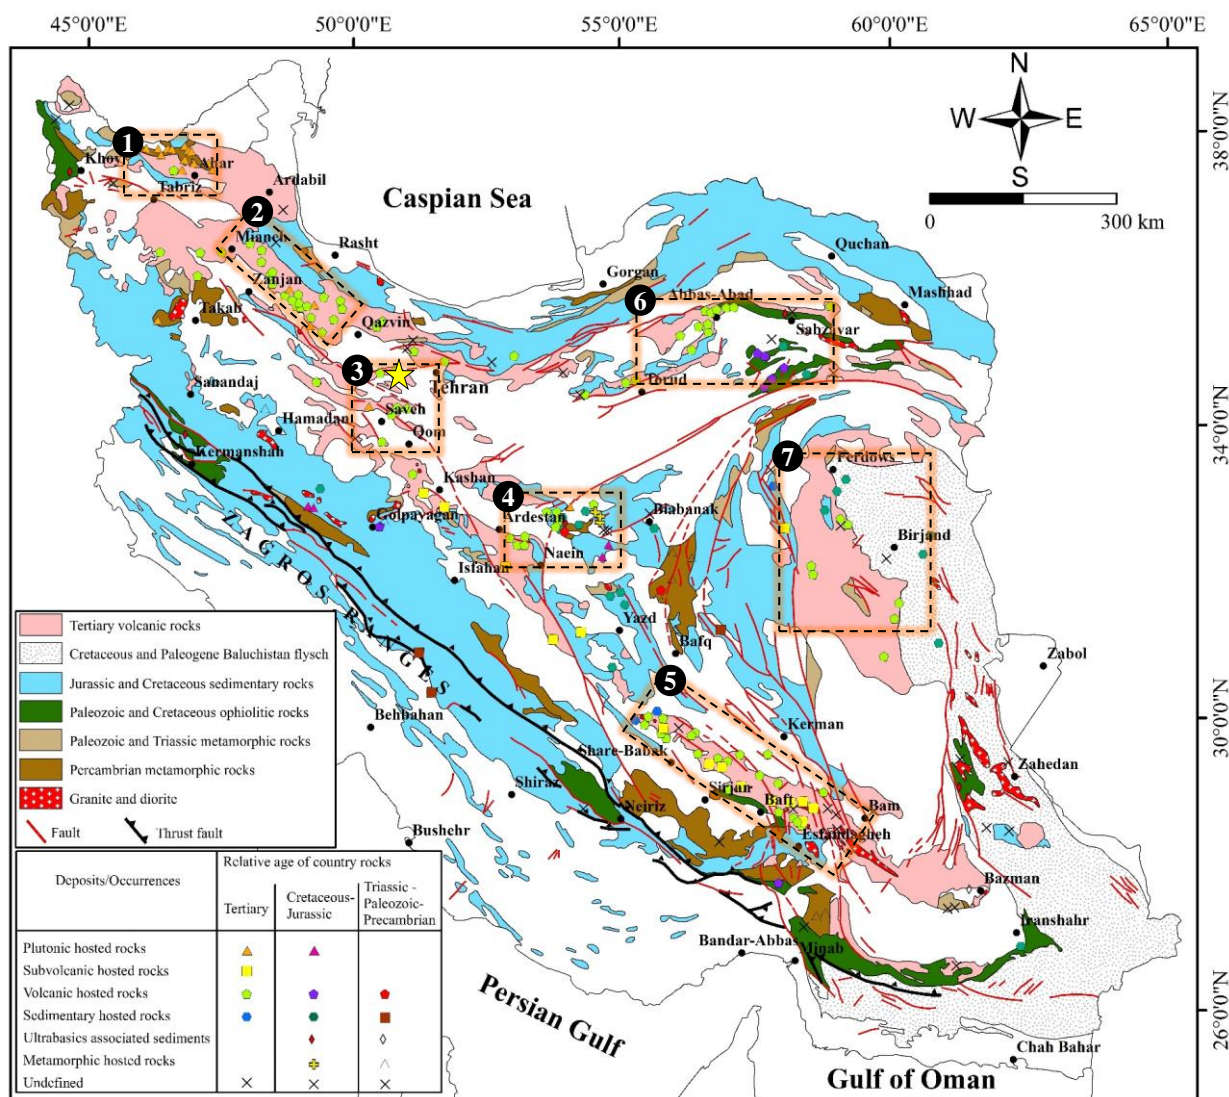 45°0'0"E 50°0'0"E 55°0'0"E 60°0'0"E 65°0'0"E
N
W E
S
0 300 km
38°0'0"N
34°0'0"N
30°0'0"N
26°0'0"N
Caspian Sea
1
Khoy
Ahar
Tabriz
Ardabil
2
Mianeh
Rasht
Zanjan
Takab
Qazvin
Gorgan
Quchan
6
Abbas-Abad
Mashhad
Sabzevar
Torud
3
Tehran
Sanandaj
Saveh
Hamadan
Qom
Kermanshah
Kashan
7
Ferdows
4
Golpayagan
Ardestan
Biabanak
Birjand
Naein
ZAGROS RANGES
Isfahan
Yazd
Bafq
Zabol
5
Behbahan
Kerman
Share-Babak
Zahedan
Shiraz
Sirjan
Baft
Bam
Neiriz
Esfandagheh
Bushehr
Bazman
Iranshahr
Bandar-Abbas
Minab
Persian Gulf
Chah Bahar
Gulf of Oman
Tertiary volcanic rocks
Cretaceous and Paleogene Baluchistan flysch
Jurassic and Cretaceous sedimentary rocks
Paleozoic and Cretaceous ophiolitic rocks
Paleozoic and Triassic metamorphic rocks
Percambrian metamorphic rocks
Granite and diorite
Fault Thrust fault
Deposits/Occurrences
Relative age of country rocks
Tertiary
Cretaceous-
Jurassic
Triassic -
Paleozoic-
Precambrian
Plutonic hosted rocks
Subvolcanic hosted rocks
Volcanic hosted rocks
Sedimentary hosted rocks
Ultrabasics associated sediments
Metamorphic hosted rocks
Undefined